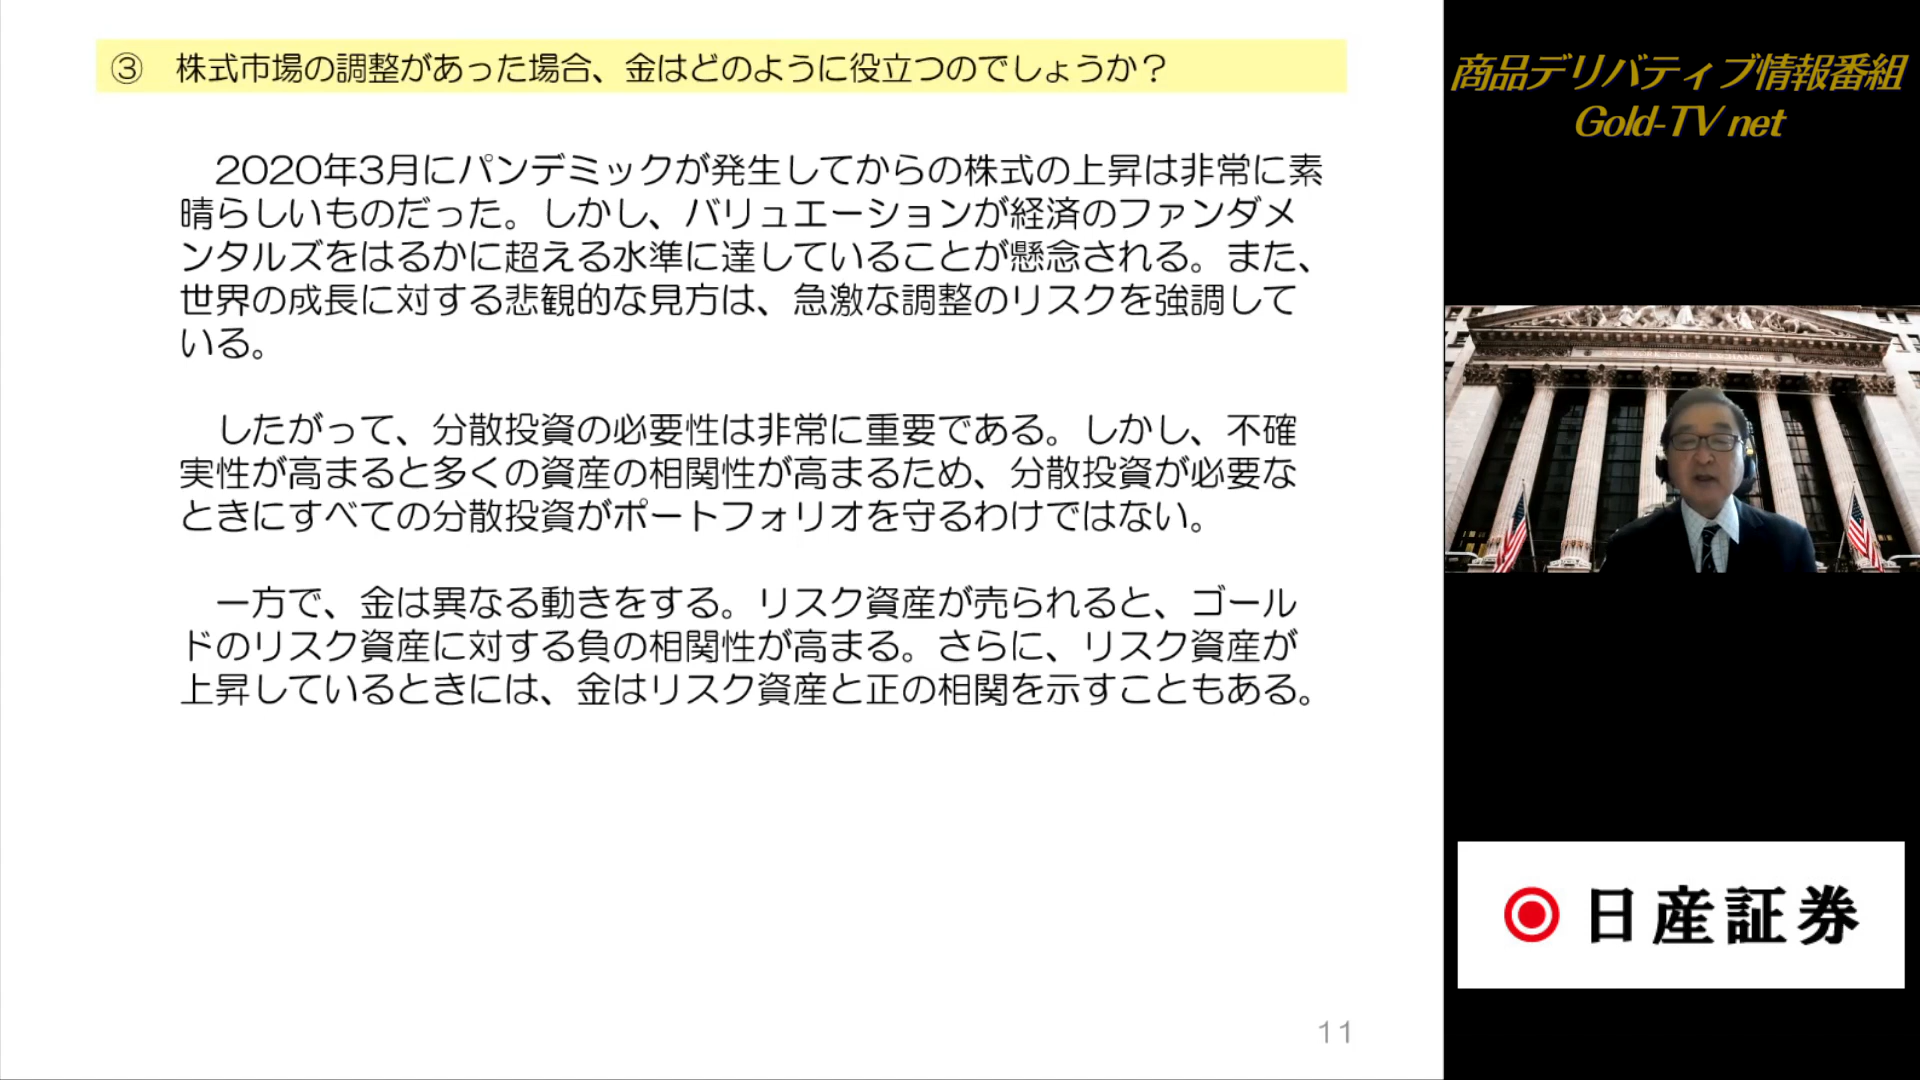 ③　株式市場の調整があった場合、金はどのように役立つのでしょうか？
2020年3月にパンデミックが発生してからの株式の上昇は非常に素
晴らしいものだった。しかし、バリュエーションが経済のファンダメ
ンタルズをはるかに超える水準に達していることが懸念される。また、
世界の成長に対する悲観的な見方は、急激な調整のリスクを強調して
いる。
したがって、分散投資の必要性は非常に重要である。しかし、不確
実性が高まると多くの資産の相関性が高まるため、分散投資が必要な
ときにすべての分散投資がポートフォリオを守るわけではない。
一方で、金は異なる動きをする。リスク資産が売られると、ゴール
ドのリスク資産に対する負の相関性が高まる。さらに、リスク資産が
上昇しているときには、金はリスク資産と正の相関を示すこともある。
11
商品デリバティブ情報番組
Gold-TV net
日産証券